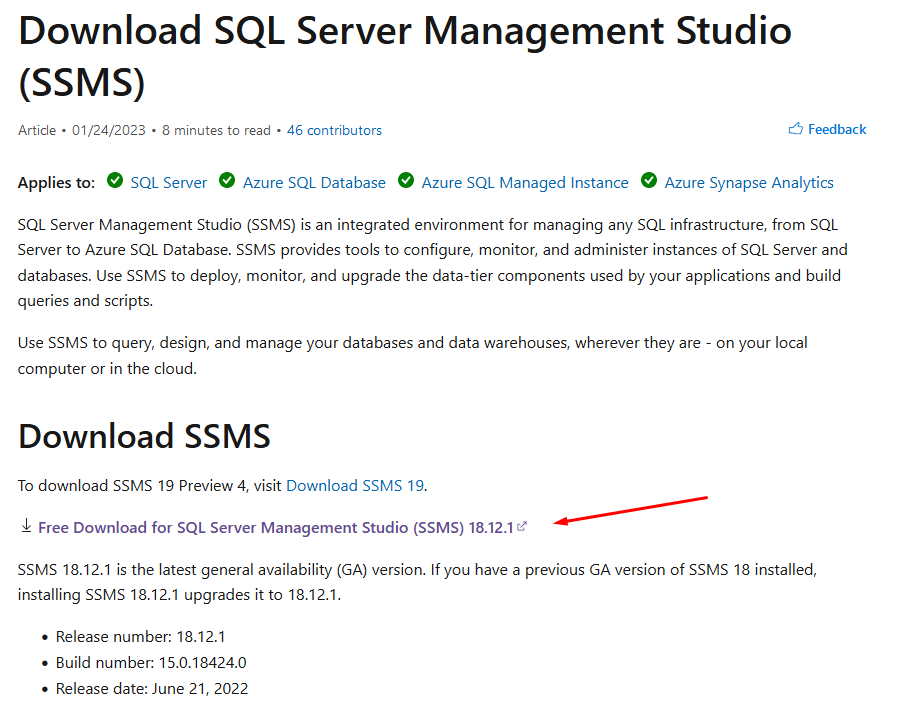 Download SQL Server Management Studio
(SSMS)
Article • 01/24/2023 • 8 minutes to read • 46 contributors
Feedback
Applies to: SQL Server Azure SQL Database Azure SQL Managed Instance Azure Synapse Analytics
SQL Server Management Studio (SSMS) is an integrated environment for managing any SQL infrastructure, from SQL
Server to Azure SQL Database. SSMS provides tools to configure, monitor, and administer instances of SQL Server and
databases. Use SSMS to deploy, monitor, and upgrade the data-tier components used by your applications and build
queries and scripts.
Use SSMS to query, design, and manage your databases and data warehouses, wherever they are - on your local
computer or in the cloud.
Download SSMS
To download SSMS 19 Preview 4, visit Download SSMS 19.
Free Download for SQL Server Management Studio (SSMS) 18.12.1
SSMS 18.12.1 is the latest general availability (GA) version. If you have a previous GA version of SSMS 18 installed,
installing SSMS 18.12.1 upgrades it to 18.12.1.
• Release number: 18.12.1
• Build number: 15.0.18424.0
• Release date: June 21, 2022